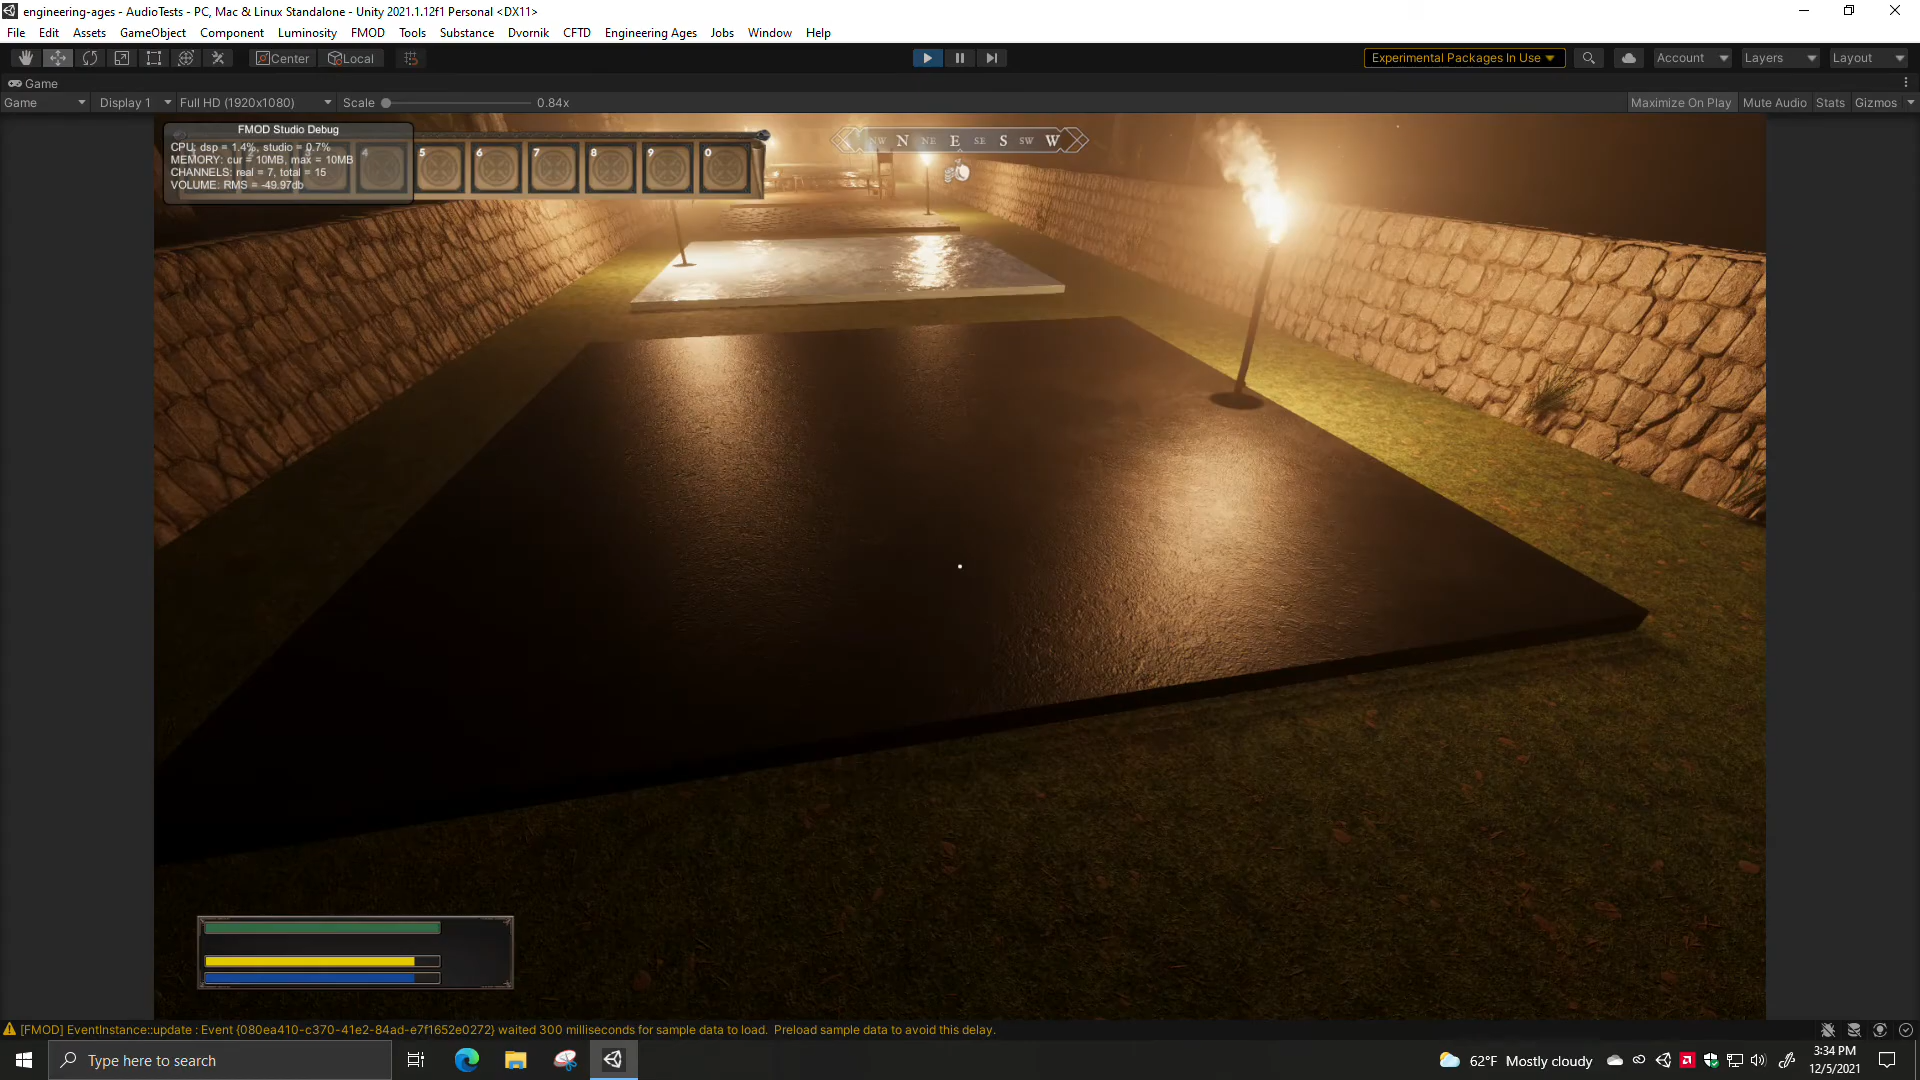 engineering-ages - AudioTests - PC, Mac & Linux Standalone - Unity 2021.1.12f1 Personal <DX11>
File Edit Assets GameObject Component Luminosity FMOD Tools Substance Dvornik CFTD Engineering Ages Jobs Window Help
Center Local Experimental Packages In Use Account Layers Layout
Game
Game Display 1 Full HD (1920x1080) Scale 0.84x Maximize On Play Mute Audio Stats Gizmos
FMOD Studio Debug
CPU: dsp = 1.4%, studio = 0.7%
MEMORY: cur = 10MB, max = 10MB
CHANNELS: real = 7, total = 15
VOLUME: RMS = -49.97db
4 5 6 7 8 9 0
NW N NE E SE S SW W
[FMOD] EventInstance::update : Event {080ea410-c370-41e2-84ad-e7f1652e0272} waited 300 milliseconds for sample data to load. Preload sample data to avoid this delay.
Type here to search
62°F Mostly cloudy
3:34 PM
12/5/2021